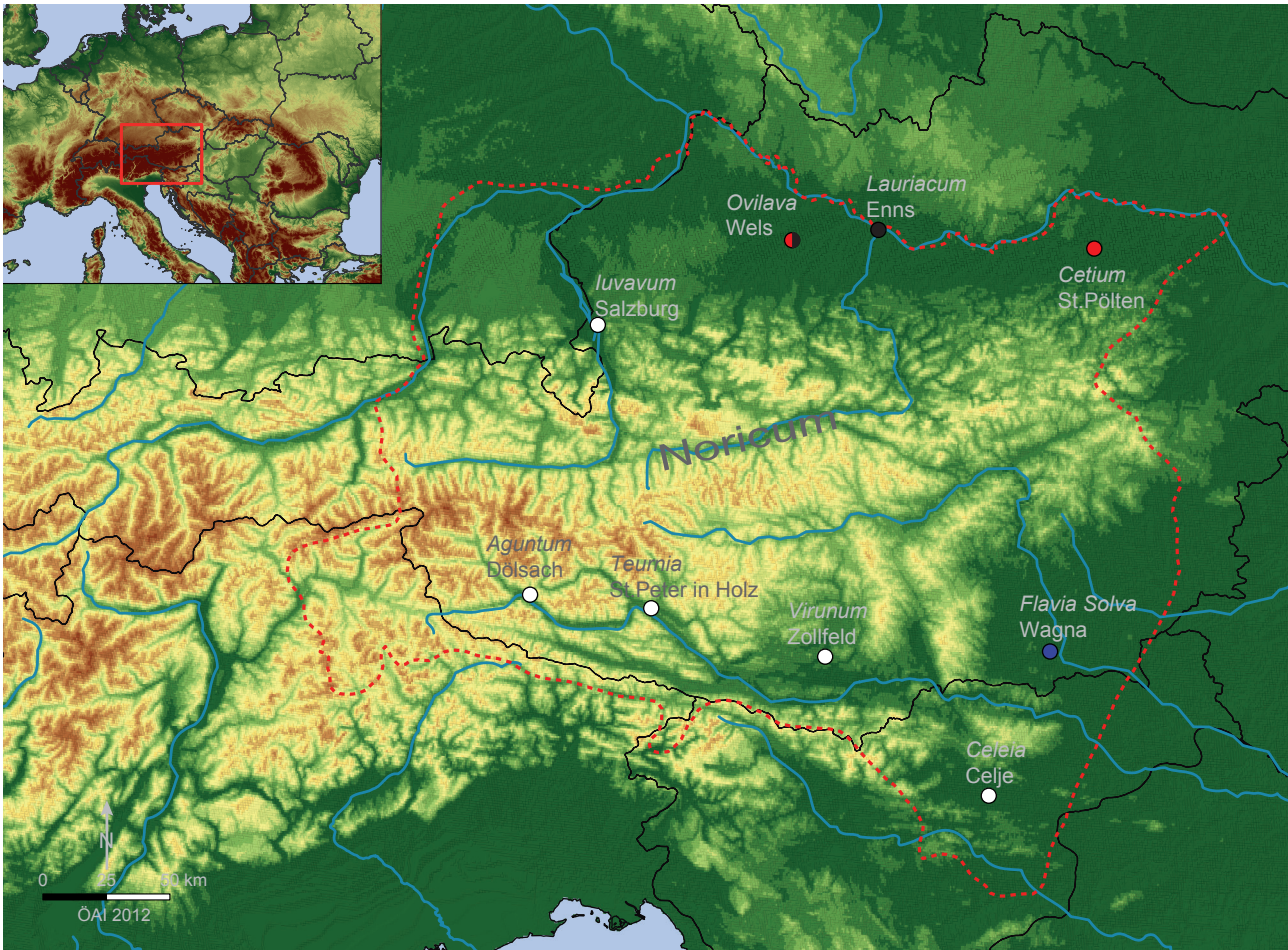 Lauriacum
Enns
Ovilava
Wels
Cetium
St.Pölten
Iuvavum
Salzburg
Noricum
Aguntum
Dölsach
Teurnia
St.Peter in Holz
Virunum
Zollfeld
Flavia Solva
Wagna
Celeia
Celje
N
0 25 50 km
ÖAI 2012